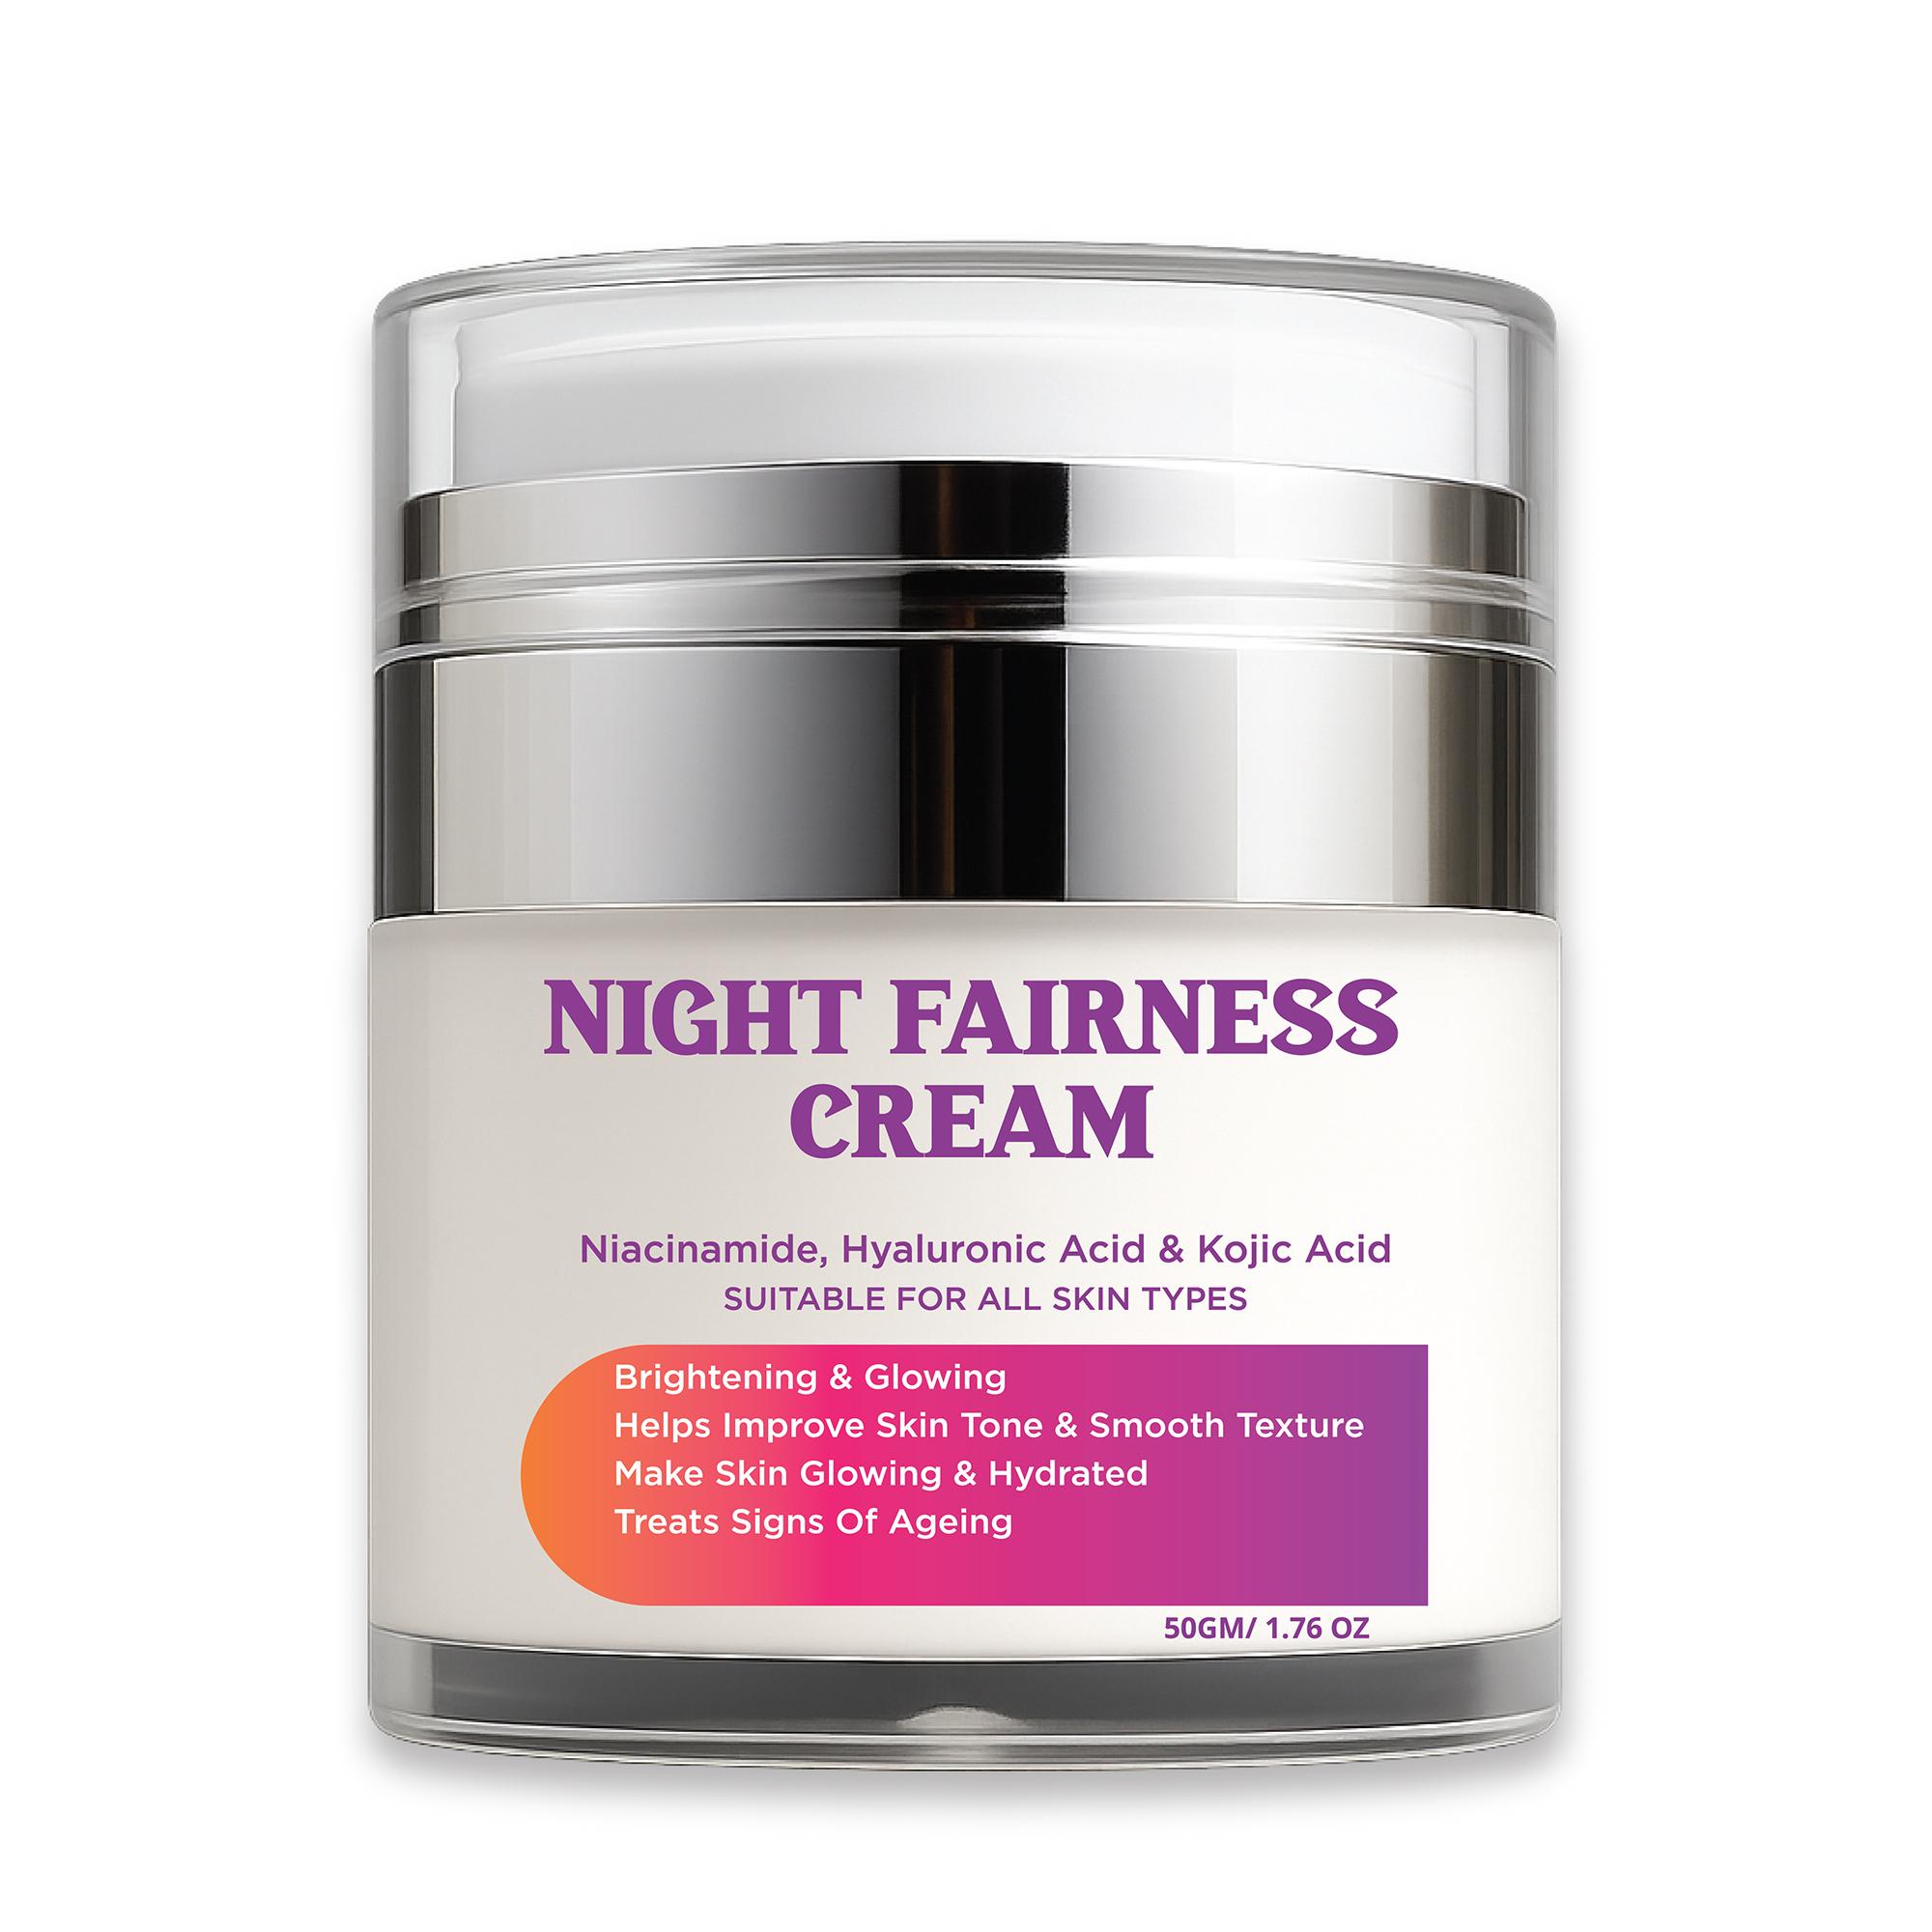 NIGHT FAIRNESS
CREAM
Niacinamide, Hyaluronic Acid & Kojic Acid
SUITABLE FOR ALL SKIN TYPES
Brightening & Glowing
Helps Improve Skin Tone & Smooth Texture
Make Skin Glowing & Hydrated
Treats Signs Of Ageing
50GM/ 1.76 OZ